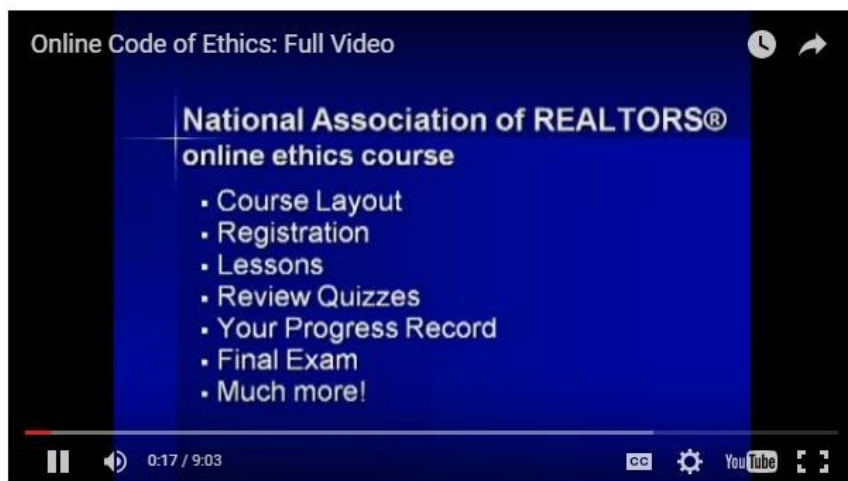 Online Code of Ethics: Full Video
National Association of REALTORS®
online ethics course
▪ Course Layout
▪ Registration
▪ Lessons
▪ Review Quizzes
▪ Your Progress Record
▪ Final Exam
▪ Much more!
0:17 / 9:03 CC YouTube